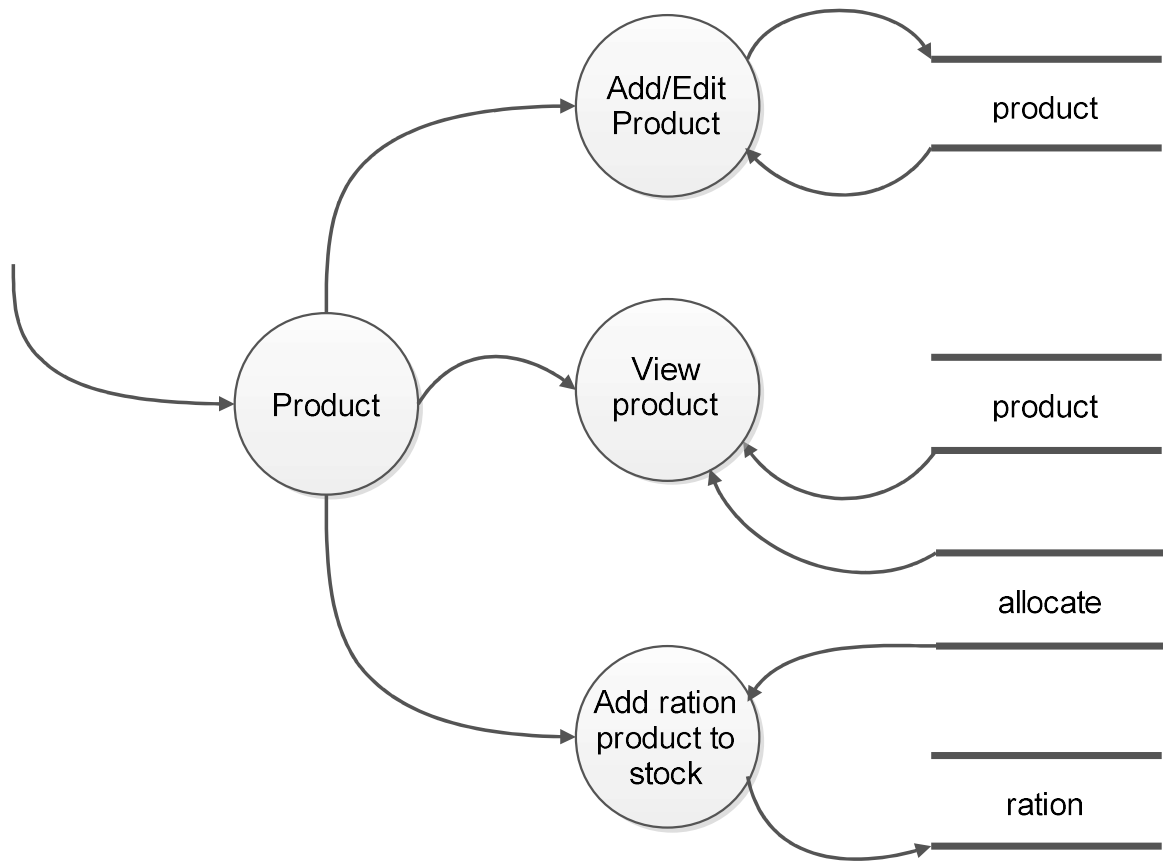 Add/Edit
Product
product
Product
View
product
product
allocate
Add ration
product to
stock
ration